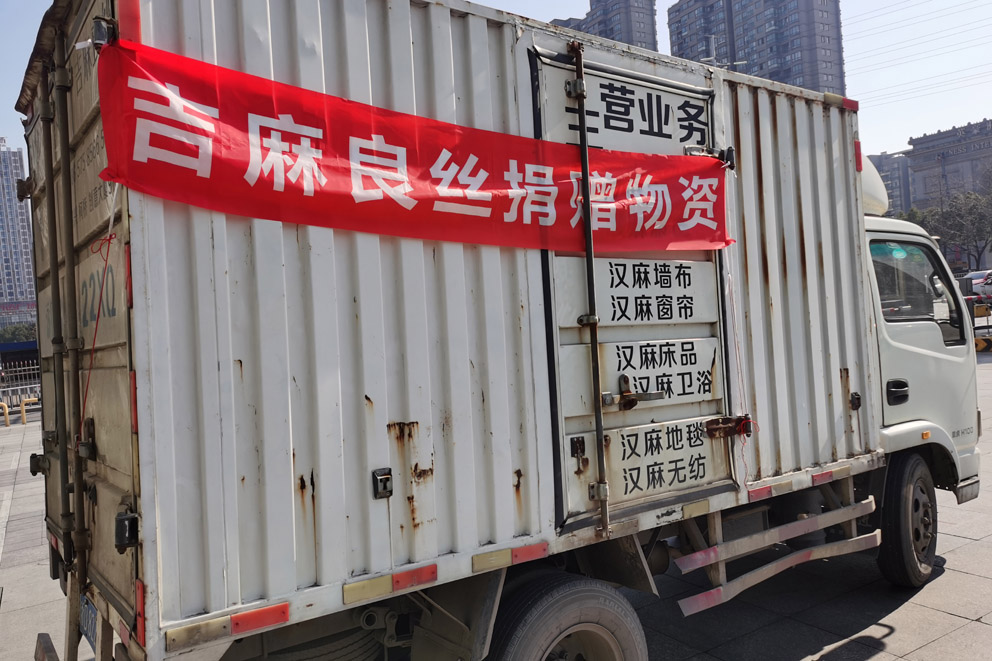 吉麻良丝捐赠物资
主营业务
汉麻墙布
汉麻窗帘
汉麻床品
汉麻卫浴
汉麻地毯
汉麻无纺
H100